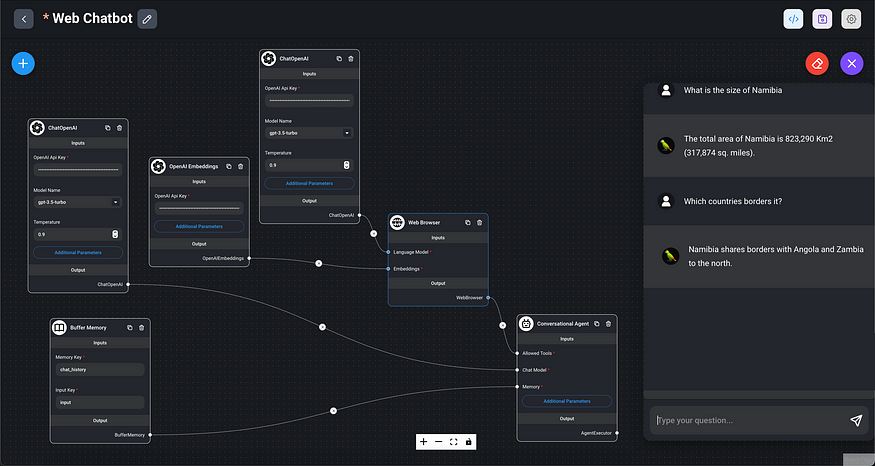 * Web Chatbot
ChatOpenAI
Inputs
OpenAI Api Key *
Model Name
gpt-3.5-turbo
Temperature
0.9
Additional Parameters
Output
ChatOpenAI
OpenAI Embeddings
Inputs
OpenAI Api Key *
Additional Parameters
Output
OpenAIEmbeddings
ChatOpenAI
Inputs
OpenAI Api Key *
Model Name
gpt-3.5-turbo
Temperature
0.9
Additional Parameters
Output
ChatOpenAI
Web Browser
Inputs
Language Model *
Embeddings *
Output
WebBrowser
Buffer Memory
Inputs
Memory Key *
chat_history
Input Key *
input
Output
BufferMemory
Conversational Agent
Inputs
Allowed Tools *
Chat Model *
Memory *
Additional Parameters
Output
AgentExecutor
What is the size of Namibia
The total area of Namibia is 823,290 Km2
(317,874 sq. miles).
Which countries borders it?
Namibia shares borders with Angola and Zambia
to the north.
Type your question...